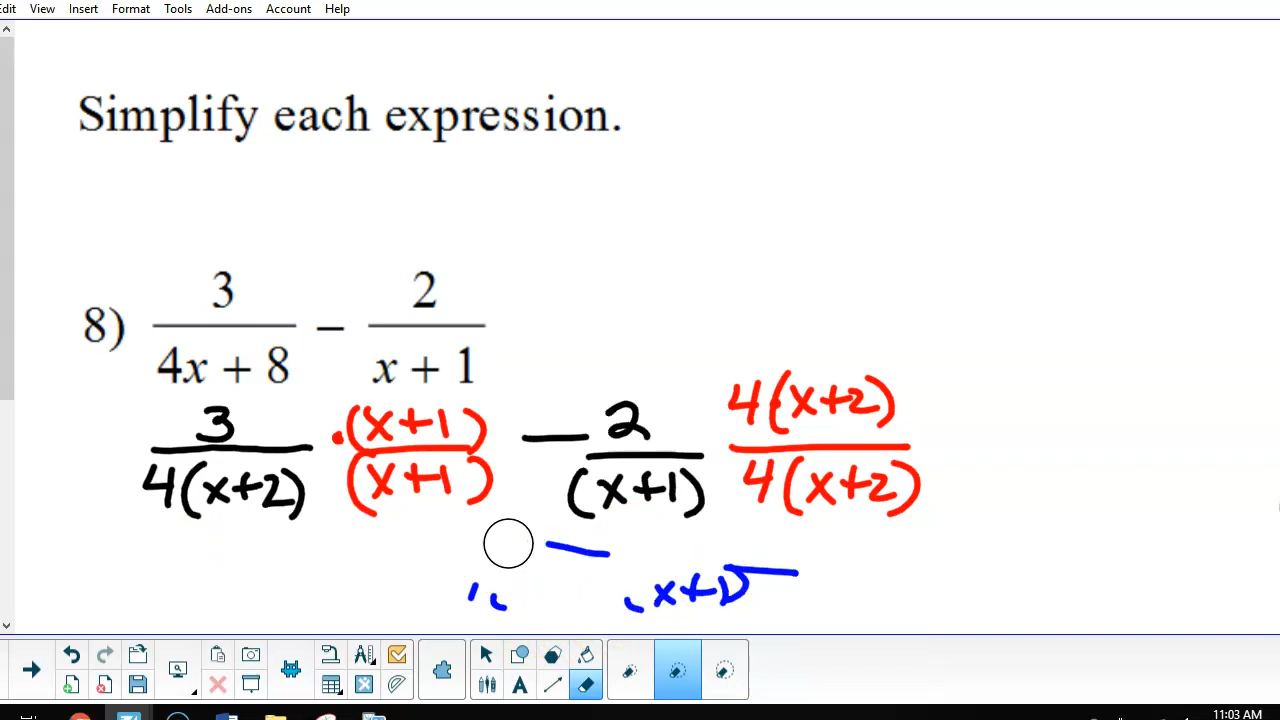 Edit View Insert Format Tools Add-ons Account Help
Simplify each expression.
8) 3/(4x + 8) − 2/(x + 1)
3/(4(x+2)) · (x+1)/(x+1) − 2/(x+1) 4(x+2)/(4(x+2))
x+1)
A
11:03 AM